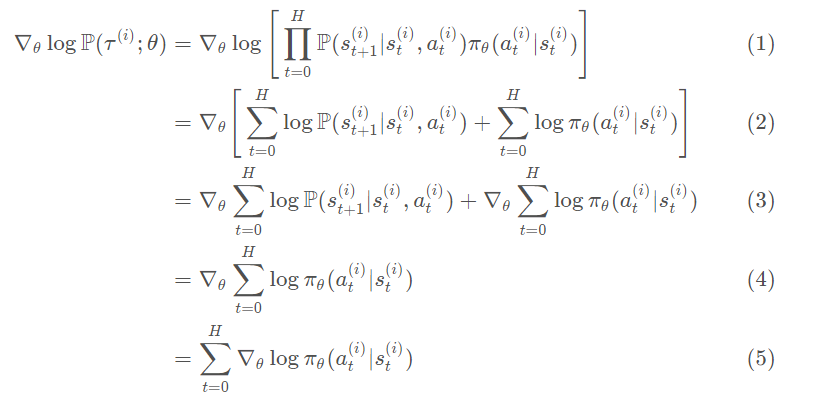 ∇_θ log ℙ(τ^(i); θ) = ∇_θ log [ ∏_{t=0}^{H} ℙ(s_{t+1}^(i) | s_t^(i), a_t^(i)) π_θ(a_t^(i) | s_t^(i)) ] (1)
= ∇_θ [ ∑_{t=0}^{H} log ℙ(s_{t+1}^(i) | s_t^(i), a_t^(i)) + ∑_{t=0}^{H} log π_θ(a_t^(i) | s_t^(i)) ] (2)
= ∇_θ ∑_{t=0}^{H} log ℙ(s_{t+1}^(i) | s_t^(i), a_t^(i)) + ∇_θ ∑_{t=0}^{H} log π_θ(a_t^(i) | s_t^(i)) (3)
= ∇_θ ∑_{t=0}^{H} log π_θ(a_t^(i) | s_t^(i)) (4)
= ∑_{t=0}^{H} ∇_θ log π_θ(a_t^(i) | s_t^(i)) (5)